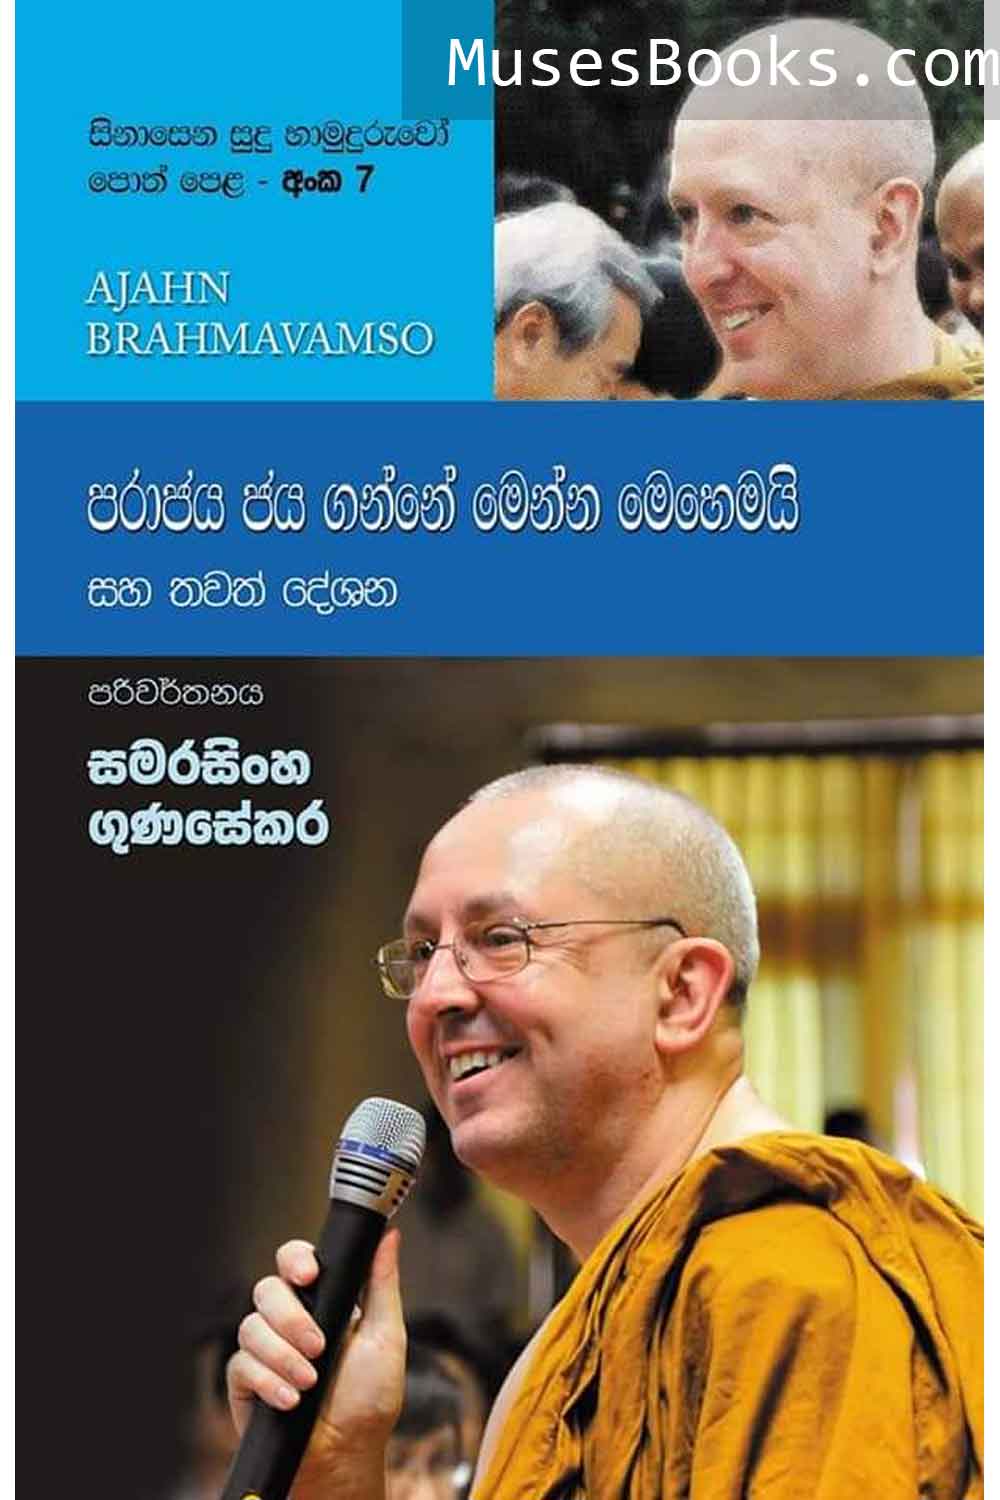 MusesBooks.com
සිනාසෙන සුදු හාමුදුරුවෝ
පොත් පෙළ - අංක 7
AJAHN
BRAHMAVAMSO
පරාජය ජය ගන්නේ මෙන්න මෙහෙමයි
සහ තවත් දේශන
පරිවර්තනය
සමරසිංහ
ගුණසේකර